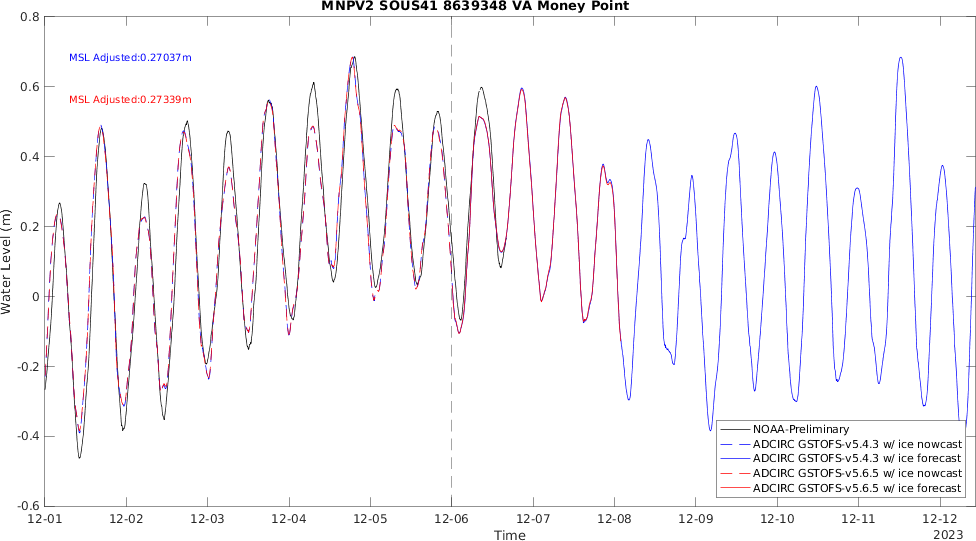 MNPV2 SOUS41 8639348 VA Money Point
0.8
0.6
0.4
0.2
0
-0.2
-0.4
-0.6
Water Level (m)
MSL Adjusted:0.27037m
MSL Adjusted:0.27339m
NOAA-Preliminary
ADCIRC GSTOFS-v5.4.3 w/ ice nowcast
ADCIRC GSTOFS-v5.4.3 w/ ice forecast
ADCIRC GSTOFS-v5.6.5 w/ ice nowcast
ADCIRC GSTOFS-v5.6.5 w/ ice forecast
12-01 12-02 12-03 12-04 12-05 12-06 12-07 12-08 12-09 12-10 12-11 12-12
Time
2023